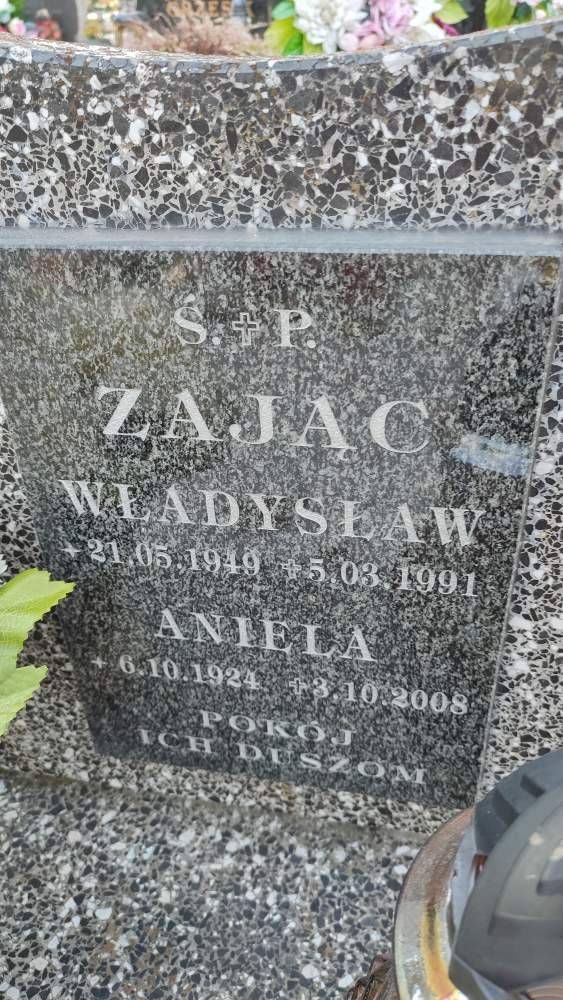 Ś. ✝ P.
ZAJĄC
WŁADYSŁAW
* 21.05.1949 + 5.03.1991
ANIELA
* 6.10.1924 + 3.10.2008
POKÓJ
ICH DUSZOM